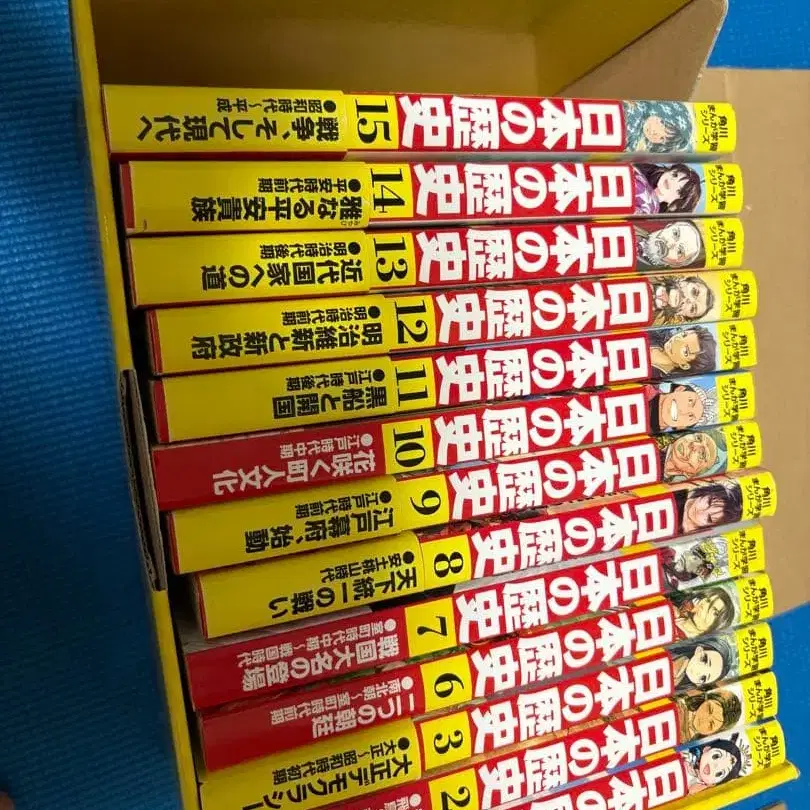 角川まんが学習シリーズ
日本の歴史
15
戦争、そして現代へ
●昭和時代~平成
角川まんが学習シリーズ
日本の歴史
14
雅なる平安貴族
●平安時代前期
角川まんが学習シリーズ
日本の歴史
13
近代国家への道
●明治時代後期
角川まんが学習シリーズ
日本の歴史
12
明治維新と新政府
●明治時代前期
角川まんが学習シリーズ
日本の歴史
11
黒船と開国
●江戸時代後期
角川まんが学習シリーズ
日本の歴史
10
花咲く町人文化
●江戸時代中期
角川まんが学習シリーズ
日本の歴史
9
江戸幕府、始動
●江戸時代前期
角川まんが学習シリーズ
日本の歴史
8
天下統一の戦い
●安土桃山時代
角川まんが学習シリーズ
日本の歴史
7
戦国大名の登場
●室町時代中期~戦国時代
角川まんが学習シリーズ
日本の歴史
6
二つの朝廷
●南北朝~室町時代前期
角川まんが学習シリーズ
日本の歴史
3
大正デモクラシー
●大正~昭和時代初期
角川まんが学習シリーズ
日本の歴史
2